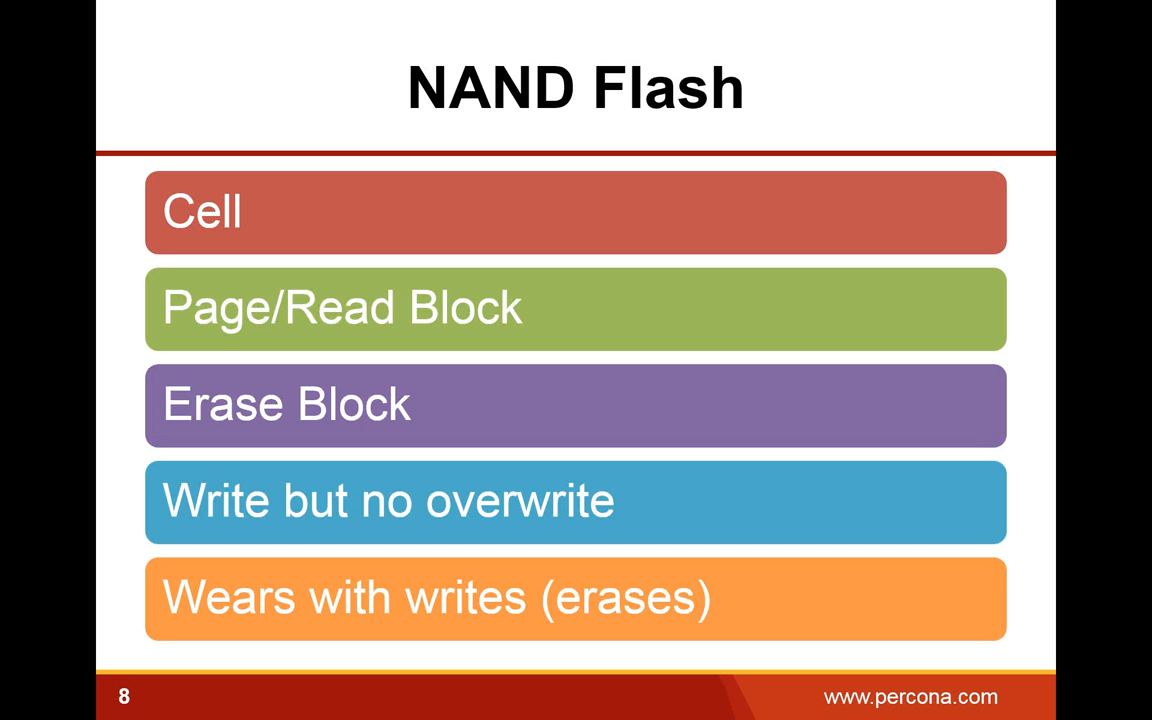 NAND Flash
Cell
Page/Read Block
Erase Block
Write but no overwrite
Wears with writes (erases)
8
www.percona.com